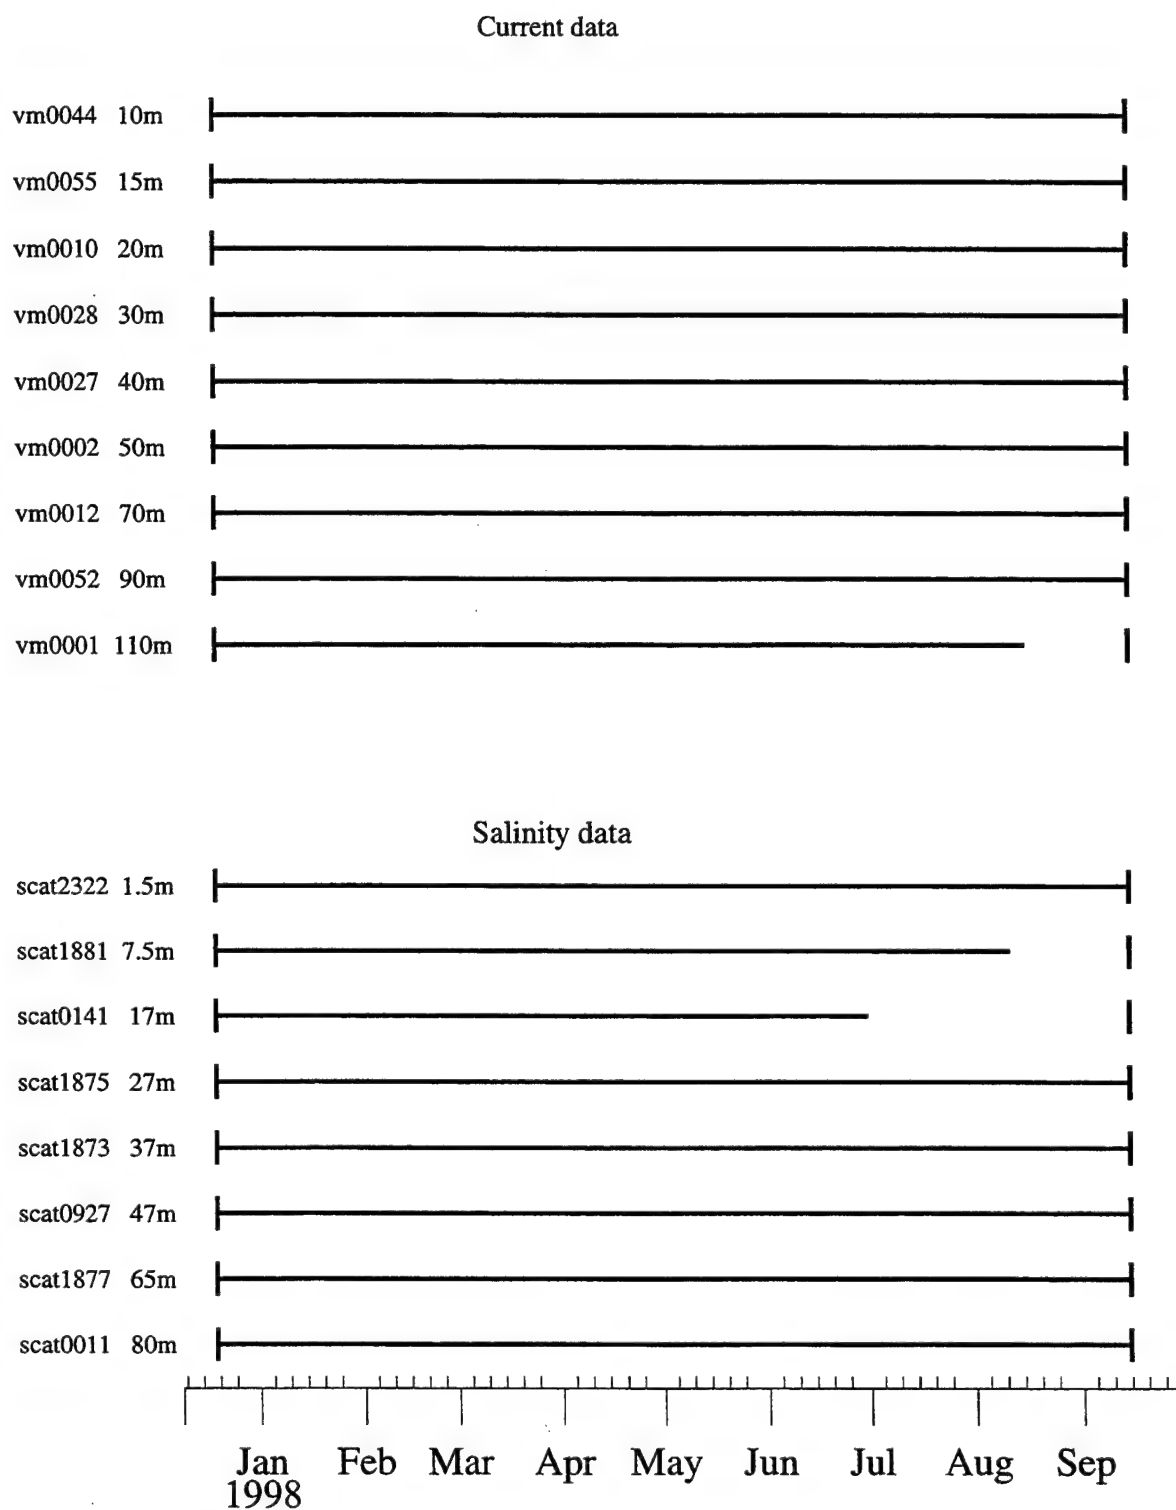 Current data
vm0044 10m
vm0055 15m
vm0010 20m
vm0028 30m
vm0027 40m
vm0002 50m
vm0012 70m
vm0052 90m
vm0001 110m
Salinity data
scat2322 1.5m
scat1881 7.5m
scat0141 17m
scat1875 27m
scat1873 37m
scat0927 47m
scat1877 65m
scat0011 80m
Jan Feb Mar Apr May Jun Jul Aug Sep
1998